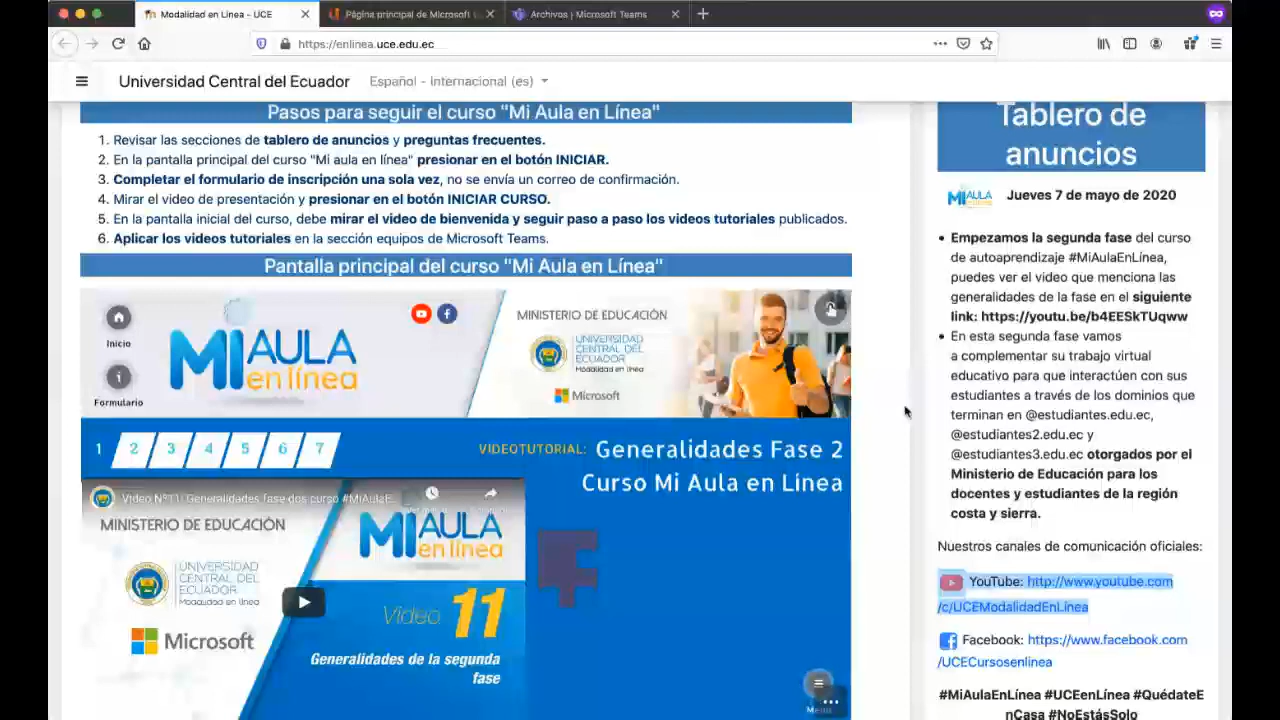 Modalidad en Línea - UCE
Página principal de Microsoft
Archivos | Microsoft Teams
https://enlinea.uce.edu.ec
Universidad Central del Ecuador
Español - Internacional (es)
Pasos para seguir el curso "Mi Aula en Línea"
1. Revisar las secciones de tablero de anuncios y preguntas frecuentes.
2. En la pantalla principal del curso "Mi aula en línea" presionar en el botón INICIAR.
3. Completar el formulario de inscripción una sola vez, no se envía un correo de confirmación.
4. Mirar el video de presentación y presionar en el botón INICIAR CURSO.
5. En la pantalla inicial del curso, debe mirar el video de bienvenida y seguir paso a paso los videos tutoriales publicados.
6. Aplicar los videos tutoriales en la sección equipos de Microsoft Teams.
Pantalla principal del curso "Mi Aula en Línea"
Inicio
Formulario
MI AULA
en línea
MINISTERIO DE EDUCACIÓN
UNIVERSIDAD
CENTRAL DEL
ECUADOR
Modalidad en línea
Microsoft
1 2 3 4 5 6 7
VIDEOTUTORIAL: Generalidades Fase 2
Curso Mi Aula en Línea
Video N°11: Generalidades fase dos curso #MiAulaE...
MINISTERIO DE EDUCACIÓN
MI AULA
en línea
UNIVERSIDAD
CENTRAL DEL
ECUADOR
Modalidad en línea
Microsoft
Video 11
Generalidades de la segunda
fase
F
Menú
Tablero de
anuncios
MI AULA
en línea
Jueves 7 de mayo de 2020
• Empezamos la segunda fase del curso
de autoaprendizaje #MiAulaEnLínea,
puedes ver el video que menciona las
generalidades de la fase en el siguiente
link: https://youtu.be/b4EESkTUqww
• En esta segunda fase vamos
a complementar su trabajo virtual
educativo para que interactúen con sus
estudiantes a través de los dominios que
terminan en @estudiantes.edu.ec,
@estudiantes2.edu.ec y
@estudiantes3.edu.ec otorgados por el
Ministerio de Educación para los
docentes y estudiantes de la región
costa y sierra.
Nuestros canales de comunicación oficiales:
YouTube: http://www.youtube.com
/c/UCEModalidadEnLinea
Facebook: https://www.facebook.com
/UCECursosenlinea
#MiAulaEnLínea #UCEenLínea #QuédateE
nCasa #NoEstásSolo